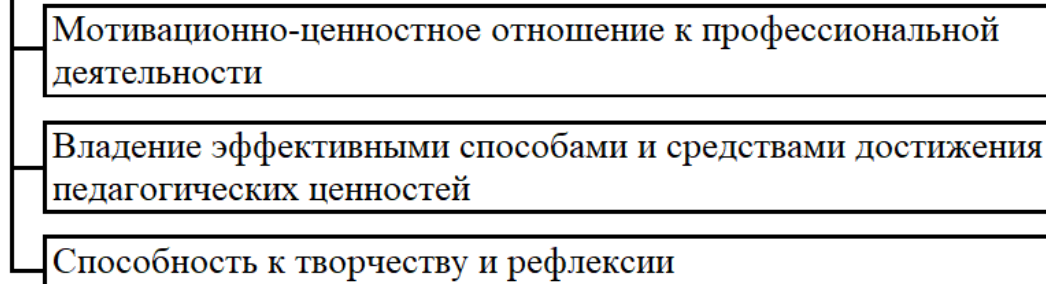 Мотивационно-ценностное отношение к профессиональной
деятельности
Владение эффективными способами и средствами достижения
педагогических ценностей
Способность к творчеству и рефлексии